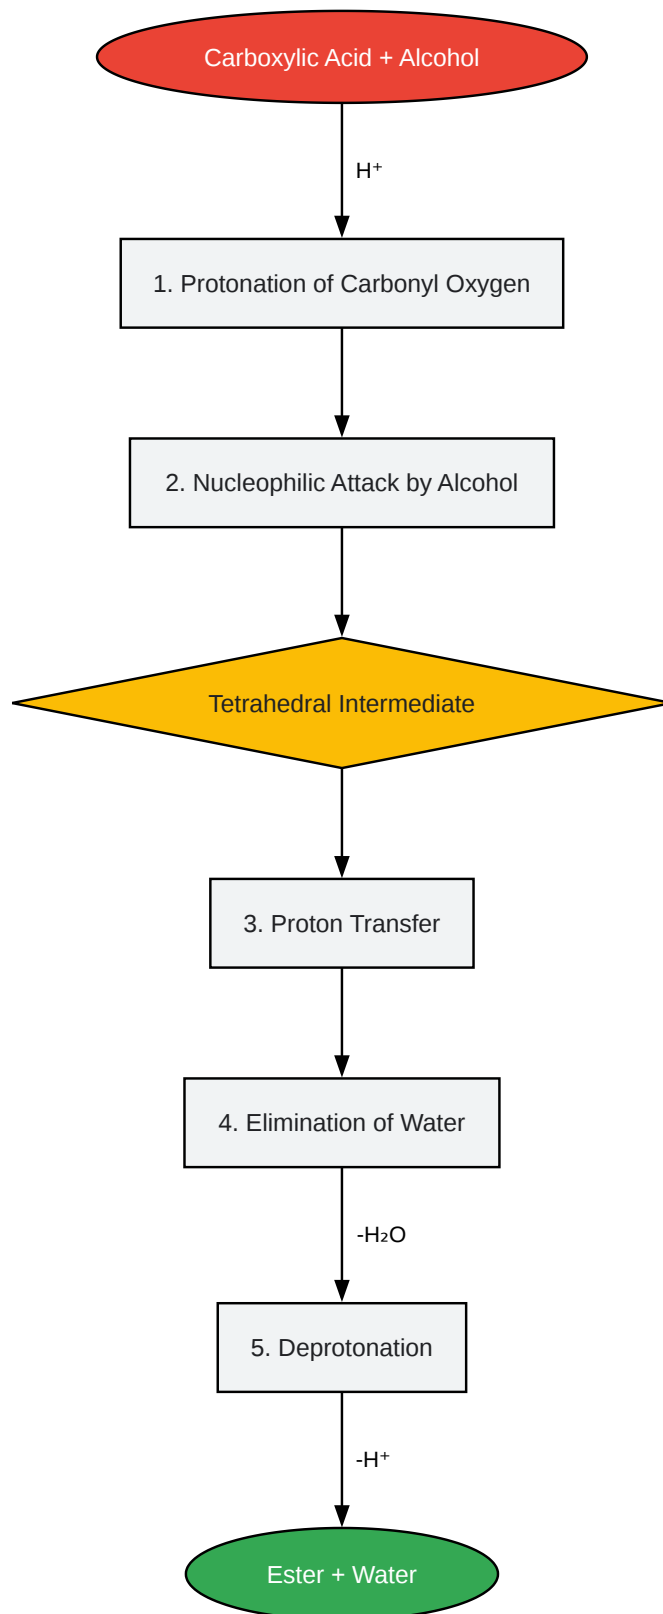 Carboxylic Acid + Alcohol
H⁺
1. Protonation of Carbonyl Oxygen
2. Nucleophilic Attack by Alcohol
Tetrahedral Intermediate
3. Proton Transfer
4. Elimination of Water
-H₂O
5. Deprotonation
-H⁺
Ester + Water